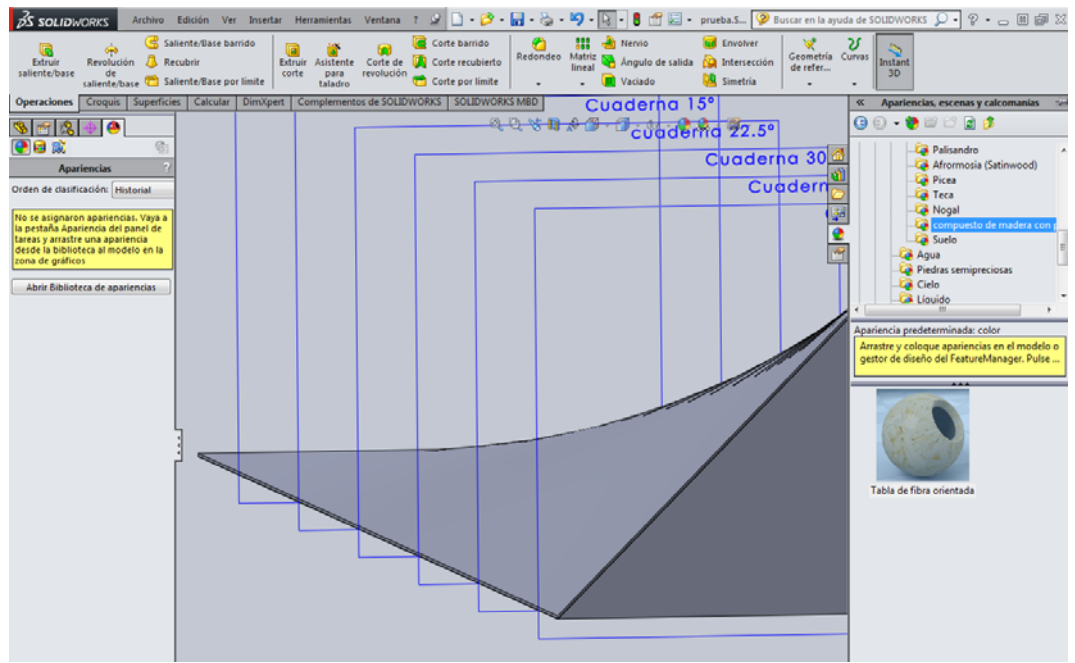 SOLIDWORKS Archivo Edición Ver Insertar Herramientas Ventana ? prueba.S... Buscar en la ayuda de SOLIDWORKS
Extruir saliente/base
Revolución de saliente/base
Saliente/Base barrido
Recubrir
Saliente/Base por límite
Extruir corte
Asistente para taladro
Corte de revolución
Corte barrido
Corte recubierto
Corte por límite
Redondeo
Matriz lineal
Nervio
Ángulo de salida
Vaciado
Envolver
Intersección
Simetría
Geometría de refer...
Curvas
Instant 3D
Operaciones Croquis Superficies Calcular DimXpert Complementos de SOLIDWORKS SOLIDWORKS MBD
Apariencias
?
Orden de clasificación: Historial
No se asignaron apariencias. Vaya a
la pestaña Apariencia del panel de
tareas y arrastre una apariencia
desde la biblioteca al modelo en la
zona de gráficos
Abrir Biblioteca de apariencias
Cuaderna 15º
cuaderna 22.5º
Cuaderna 30
Cuadern
Apariencias, escenas y calcomanías
Palisandro
Afrormosia (Satinwood)
Picea
Teca
Nogal
compuesto de madera con p
Suelo
Agua
Piedras semipreciosas
Cielo
Líquido
Apariencia predeterminada: color
Arrastre y coloque apariencias en el modelo o
gestor de diseño del FeatureManager. Pulse ...
Tabla de fibra orientada